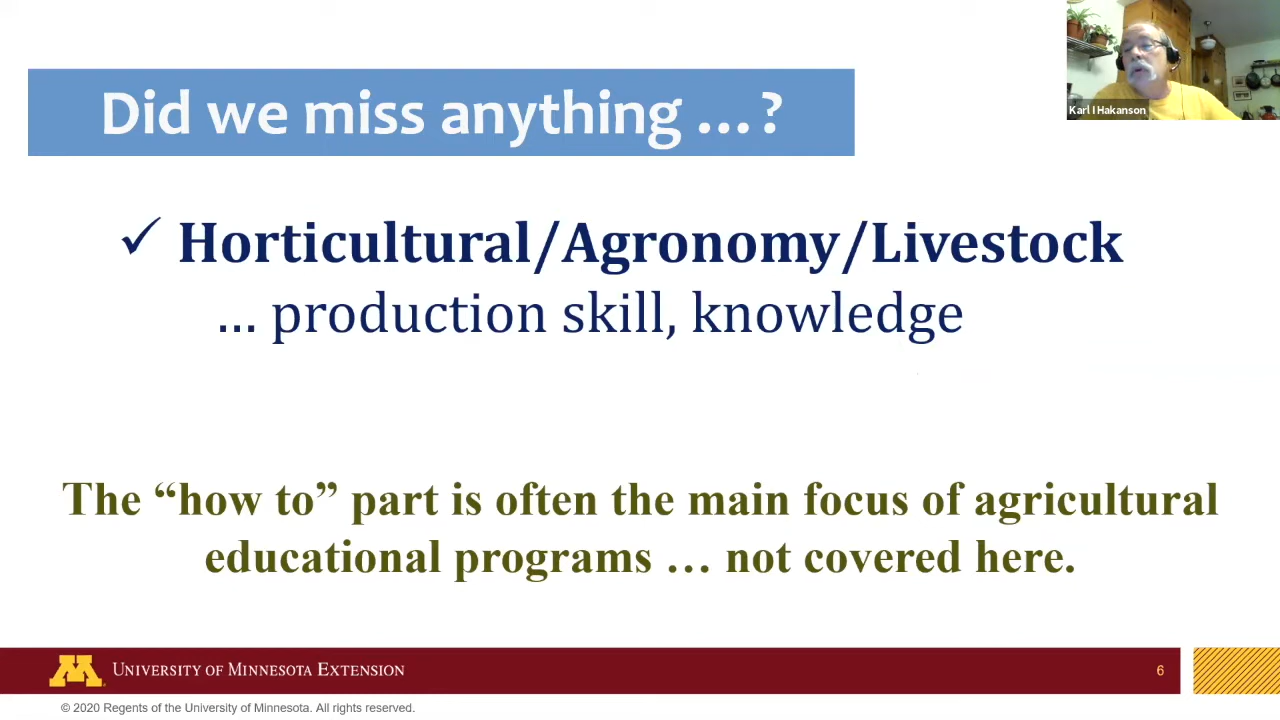 Did we miss anything …?
Karl I Hakanson
✓ Horticultural/Agronomy/Livestock
… production skill, knowledge
The “how to” part is often the main focus of agricultural
educational programs … not covered here.
UNIVERSITY OF MINNESOTA EXTENSION
6
© 2020 Regents of the University of Minnesota. All rights reserved.